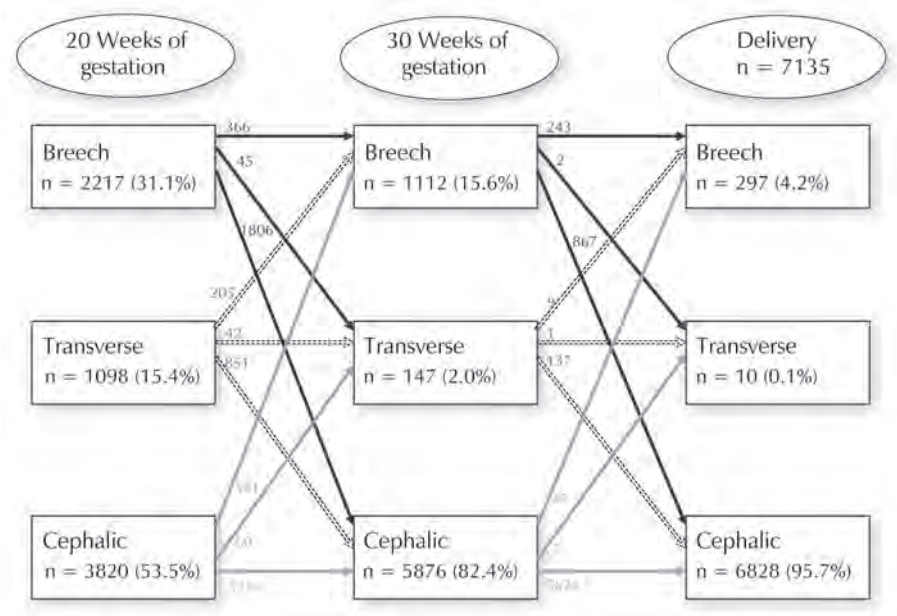 20 Weeks of
gestation
30 Weeks of
gestation
Delivery
n = 7135
Breech
n = 2217 (31.1%)
366
45
1806
Breech
n = 1112 (15.6%)
243
2
867
Breech
n = 297 (4.2%)
Transverse
n = 1098 (15.4%)
205
42
851
Transverse
n = 147 (2.0%)
9
1
137
Transverse
n = 10 (0.1%)
Cephalic
n = 3820 (53.5%)
Cephalic
n = 5876 (82.4%)
Cephalic
n = 6828 (95.7%)